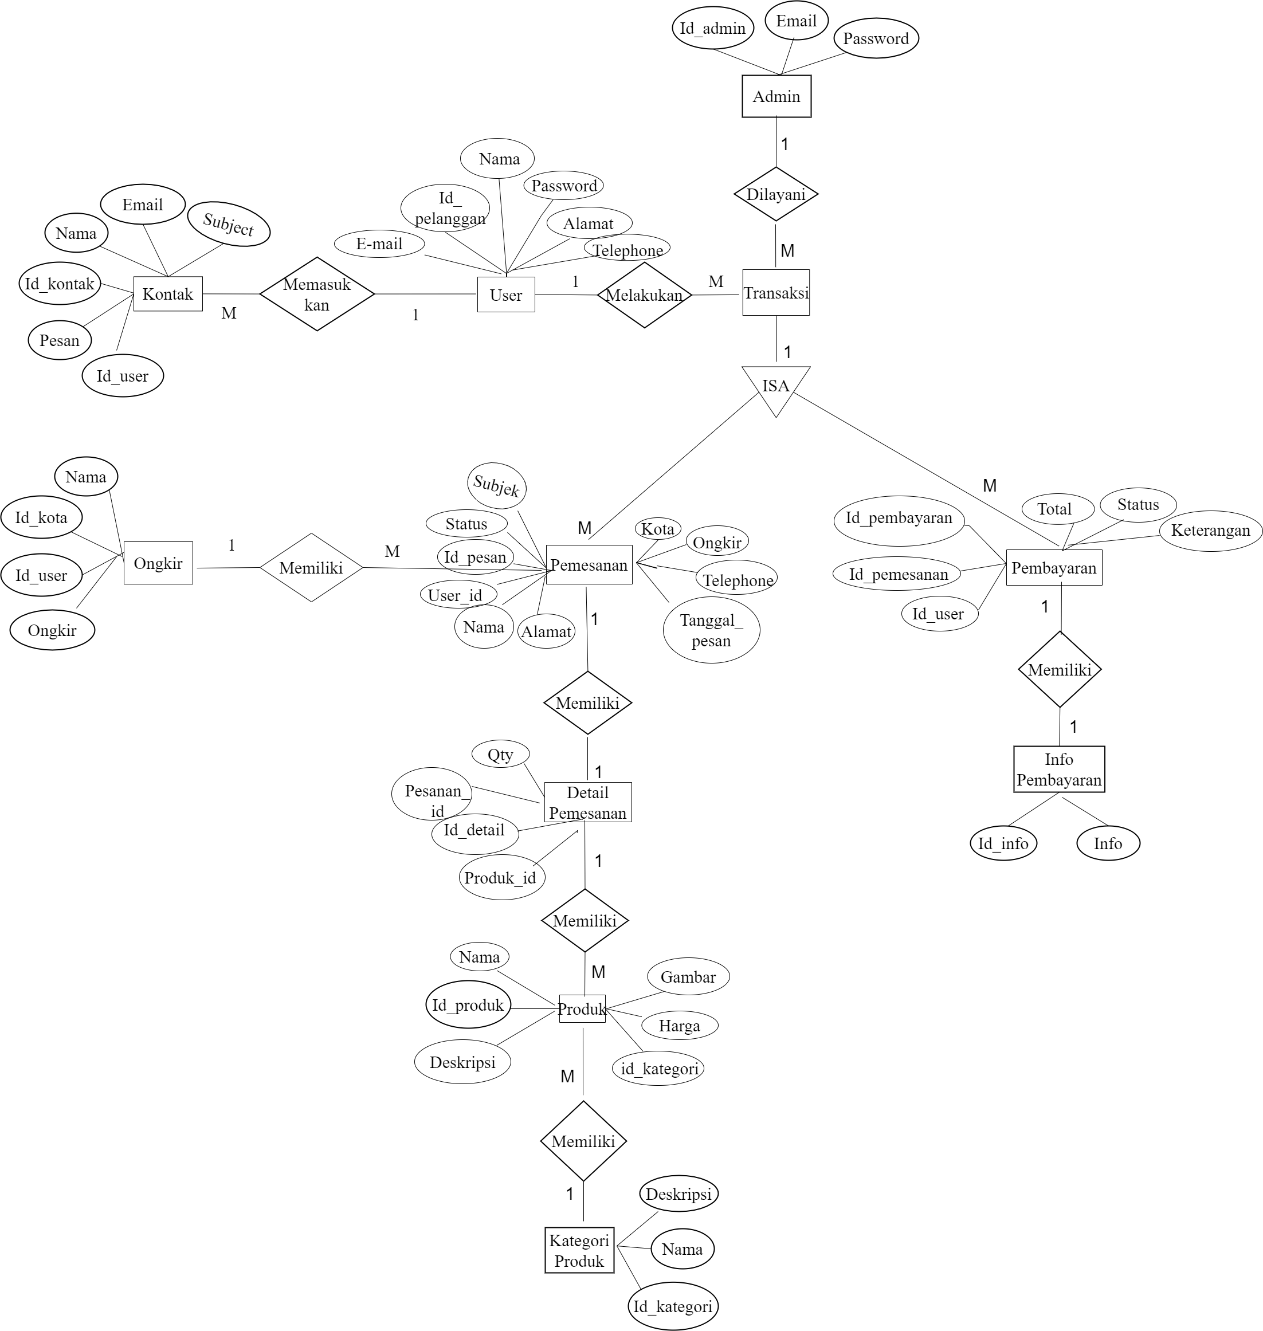 Id_admin
Email
Password
Admin
1
Dilayani
M
Nama
Password
Id_
pelanggan
Alamat
E-mail
Telephone
Email
Subject
Nama
Id_kontak
Kontak
Pesan
Id_user
M
Memasuk
kan
1
User
1
Melakukan
M
Transaksi
1
ISA
M
M
Nama
Id_kota
Id_user
Ongkir
Ongkir
1
Memiliki
M
Subjek
Status
Id_pesan
User_id
Nama
Alamat
Pemesanan
Kota
Ongkir
Telephone
Tanggal_
pesan
Id_pembayaran
Total
Status
Keterangan
Id_pemesanan
Id_user
Pembayaran
1
Memiliki
1
Info
Pembayaran
Id_info
Info
1
Memiliki
1
Qty
Pesanan_
id
Id_detail
Produk_id
Detail
Pemesanan
1
Memiliki
M
Nama
Id_produk
Deskripsi
Produk
Gambar
Harga
id_kategori
M
Memiliki
1
Kategori
Produk
Deskripsi
Nama
Id_kategori